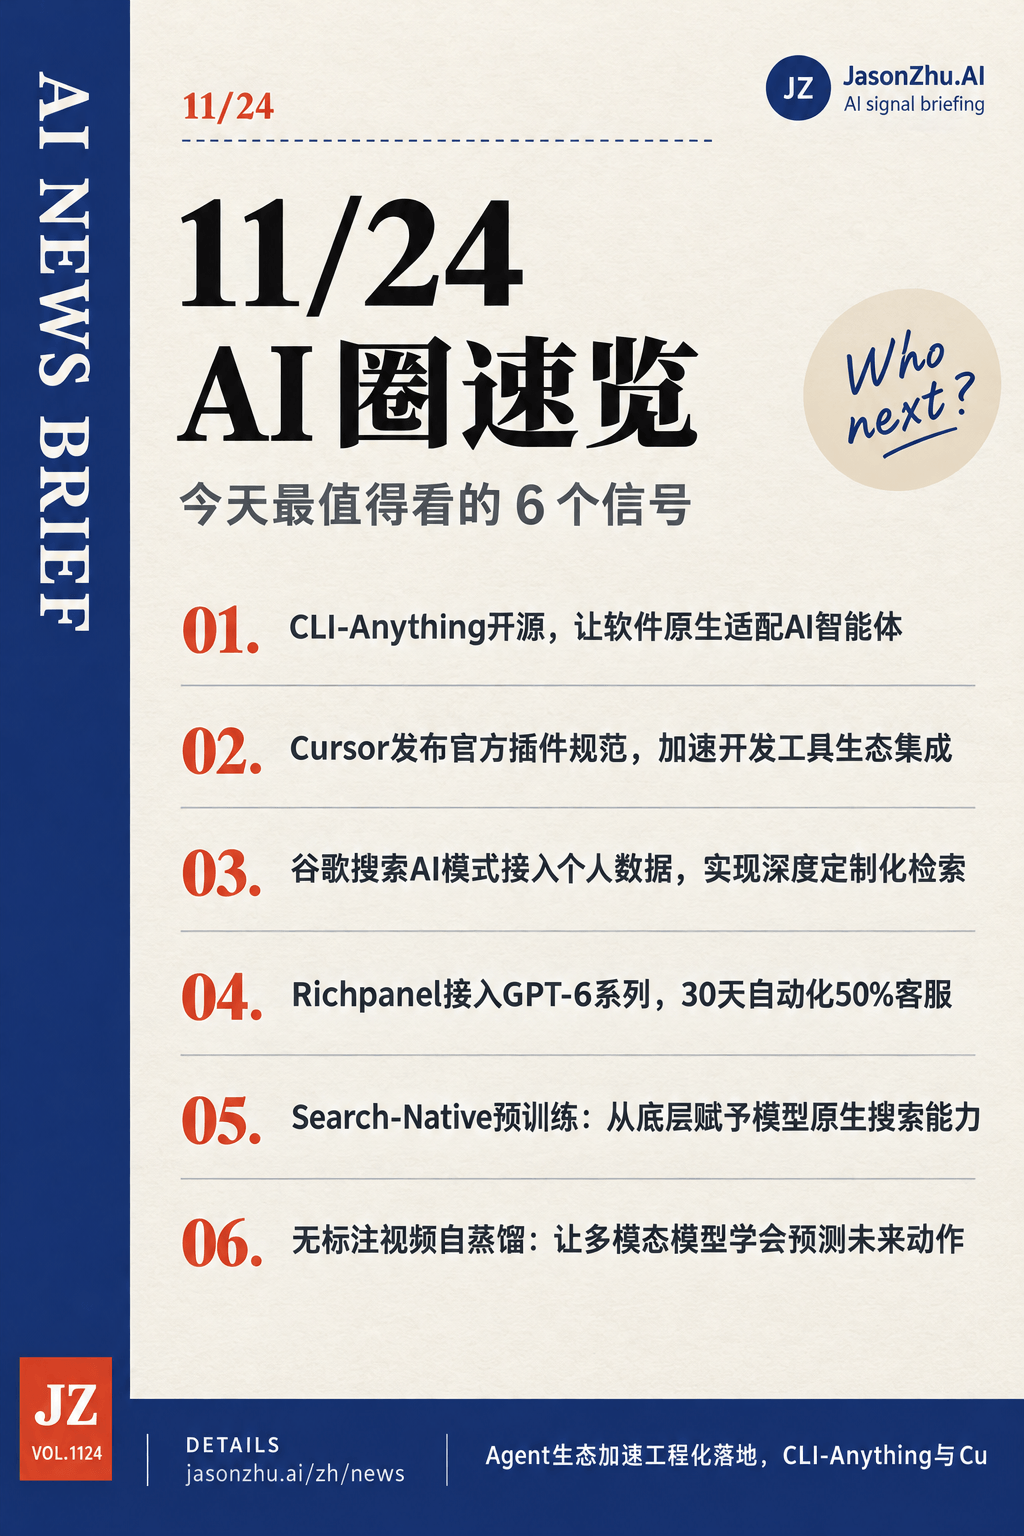 AI NEWS BRIEF
11/24
JZ
JasonZhu.AI
AI signal briefing
11/24
AI圈速览
今天最值得看的 6 个信号
Who
next?
01. CLI-Anything开源，让软件原生适配AI智能体
02. Cursor发布官方插件规范，加速开发工具生态集成
03. 谷歌搜索AI模式接入个人数据，实现深度定制化检索
04. Richpanel接入GPT-6系列，30天自动化50%客服
05. Search-Native预训练：从底层赋予模型原生搜索能力
06. 无标注视频自蒸馏：让多模态模型学会预测未来动作
JZ
VOL.1124
DETAILS
jasonzhu.ai/zh/news
Agent生态加速工程化落地，CLI-Anything与 Cu